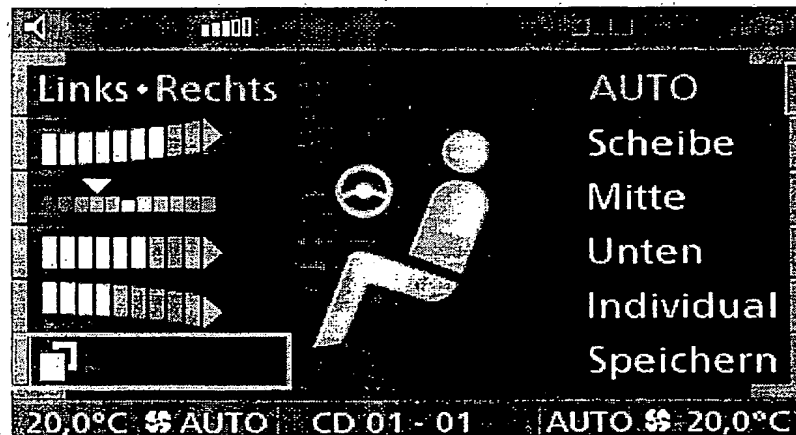 Links • Rechts
AUTO
Scheibe
Mitte
Unten
Individual
Speichern
20,0°C AUTO CD 01 - 01 AUTO 20,0°C